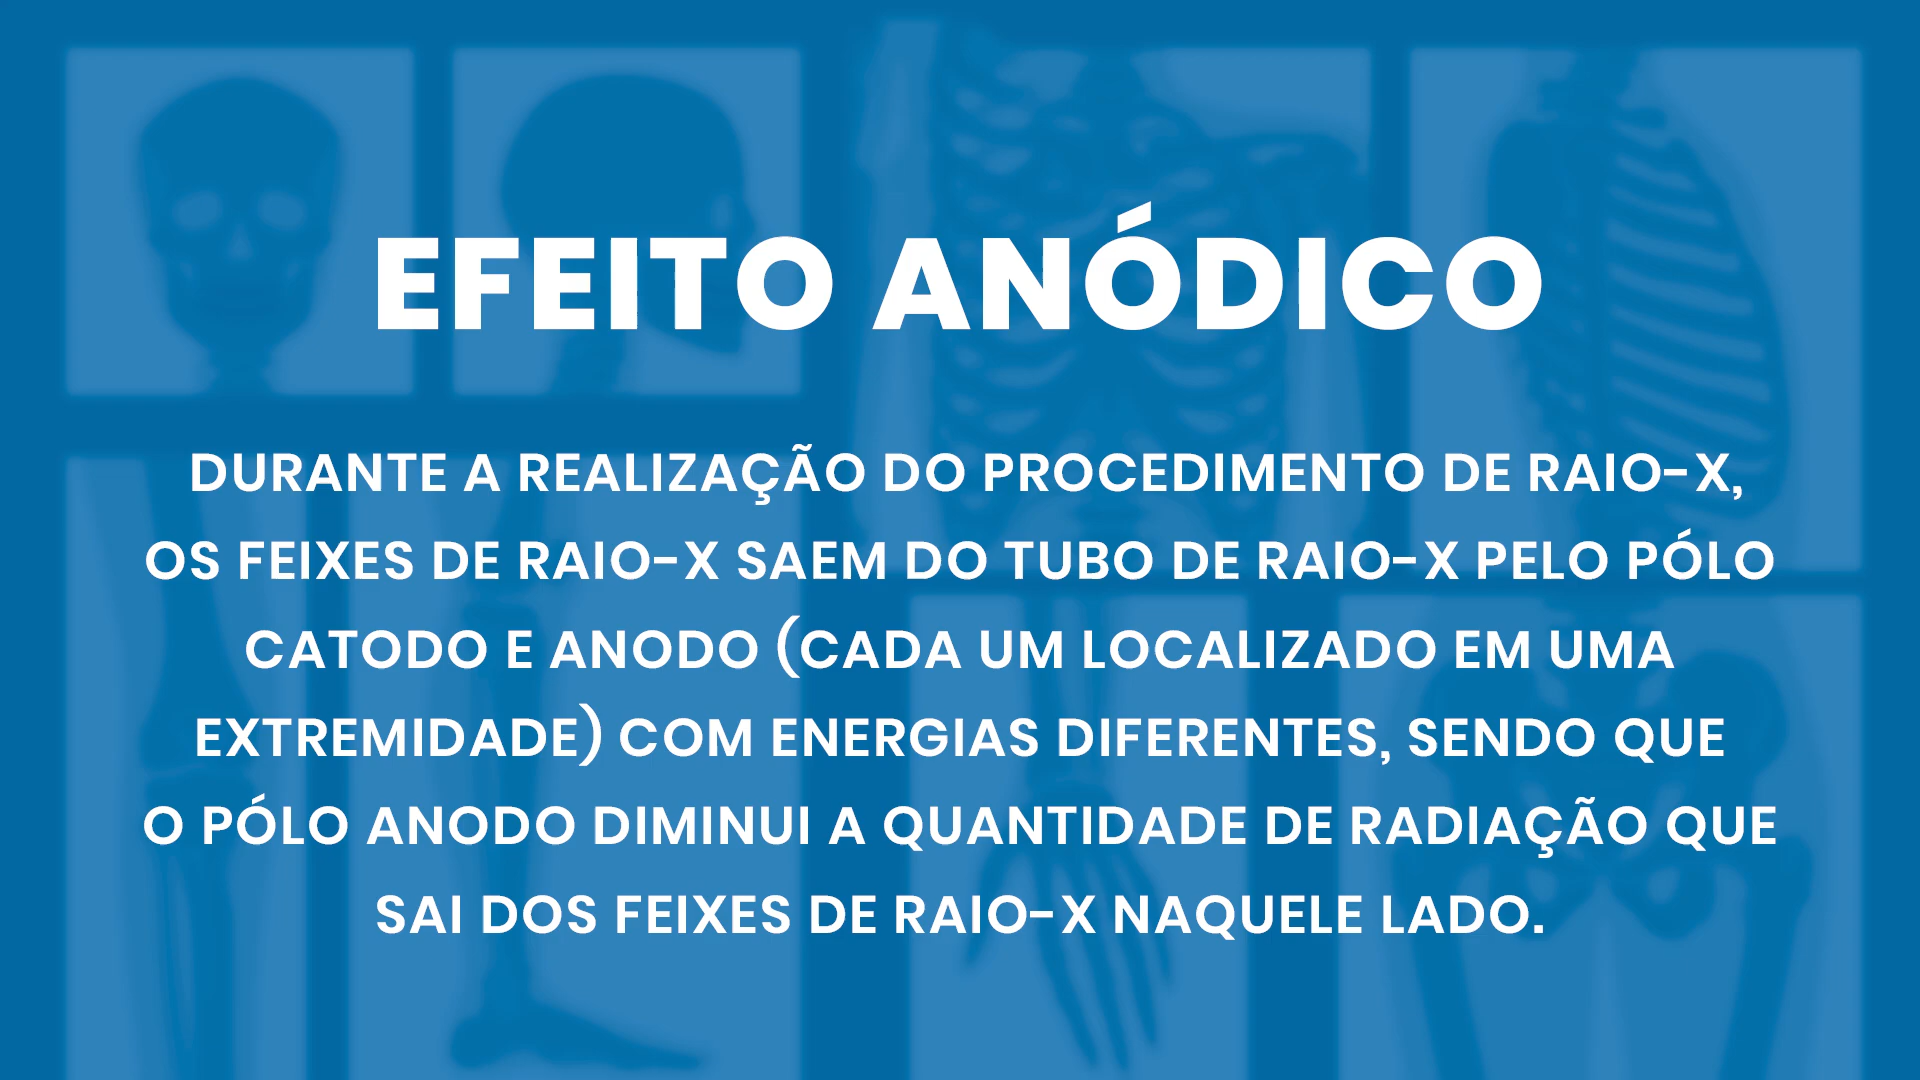 EFEITO ANÓDICO
DURANTE A REALIZAÇÃO DO PROCEDIMENTO DE RAIO-X,
OS FEIXES DE RAIO-X SAEM DO TUBO DE RAIO-X PELO PÓLO
CATODO E ANODO (CADA UM LOCALIZADO EM UMA
EXTREMIDADE) COM ENERGIAS DIFERENTES, SENDO QUE
O PÓLO ANODO DIMINUI A QUANTIDADE DE RADIAÇÃO QUE
SAI DOS FEIXES DE RAIO-X NAQUELE LADO.